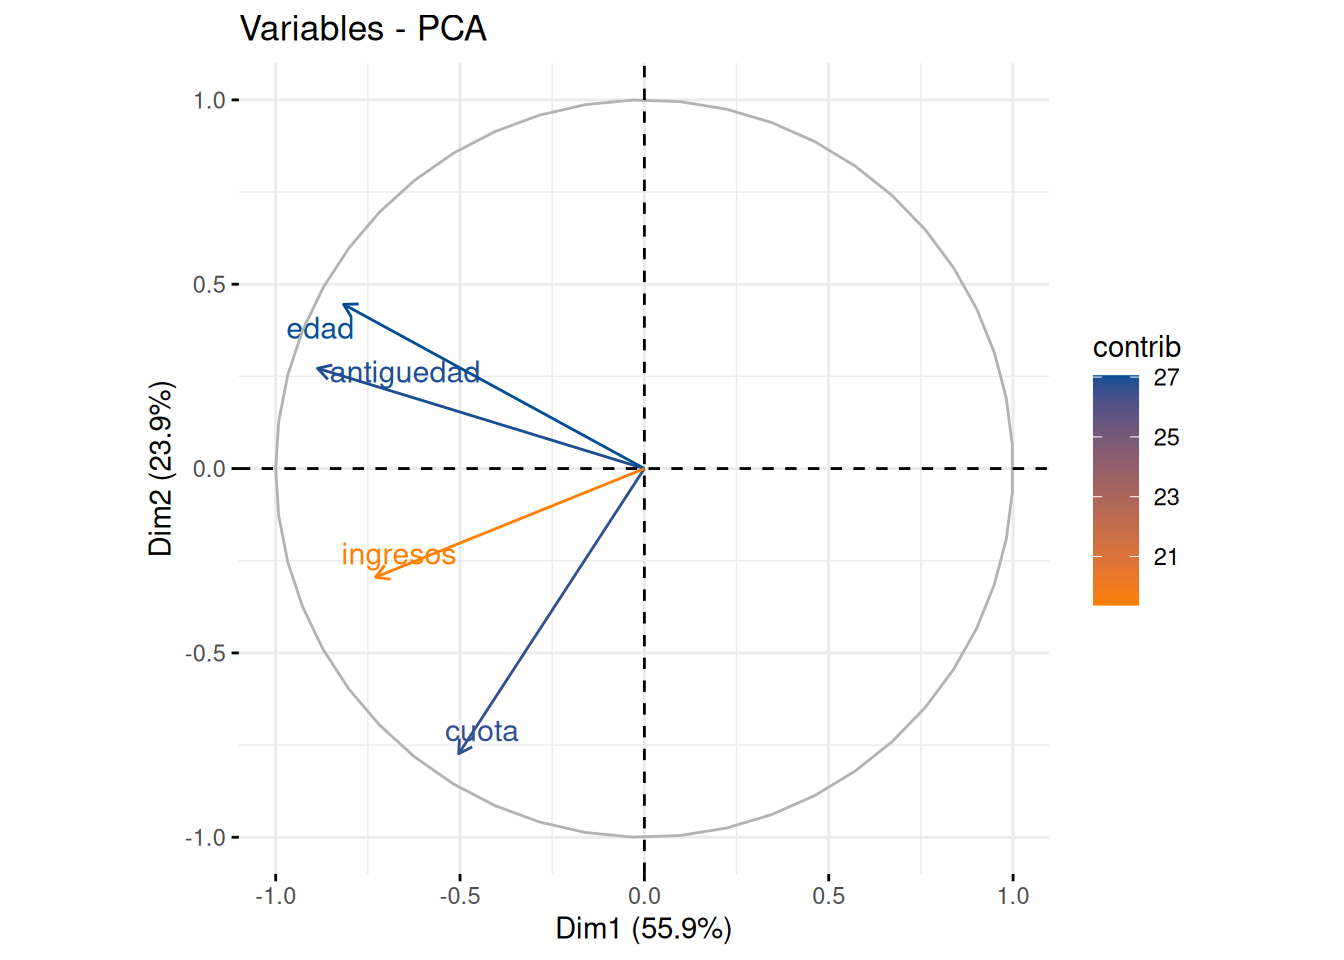 Variables - PCA
1.0
0.5
0.0
-0.5
-1.0
Dim2 (23.9%)
edad
antiguedad
ingresos
cuota
-1.0
-0.5
0.0
0.5
1.0
Dim1 (55.9%)
contrib
27
25
23
21